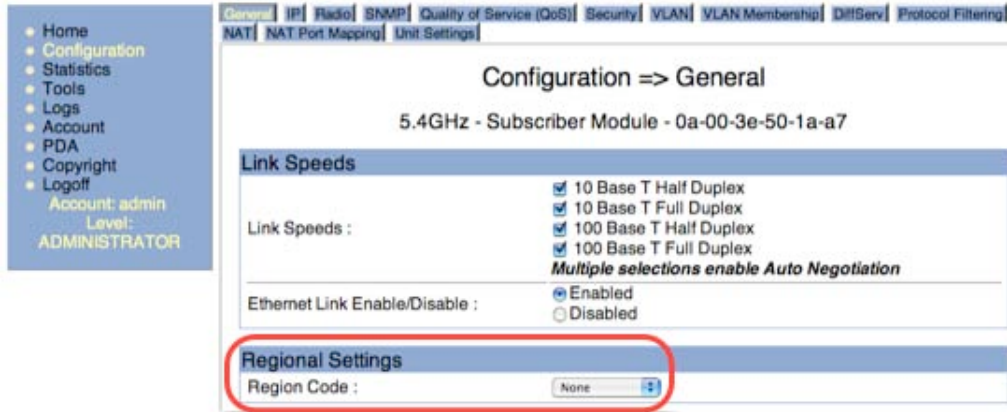 Home
Configuration
Statistics
Tools
Logs
Account
PDA
Copyright
Logoff
Account: admin
Level:
ADMINISTRATOR
General IP Radio SNMP Quality of Service (QoS) Security VLAN VLAN Membership DiffServ Protocol Filtering
NAT NAT Port Mapping Unit Settings
Configuration => General
5.4GHz - Subscriber Module - 0a-00-3e-50-1a-a7
Link Speeds
Link Speeds :
10 Base T Half Duplex
10 Base T Full Duplex
100 Base T Half Duplex
100 Base T Full Duplex
Multiple selections enable Auto Negotiation
Ethernet Link Enable/Disable :
Enabled
Disabled
Regional Settings
Region Code : None